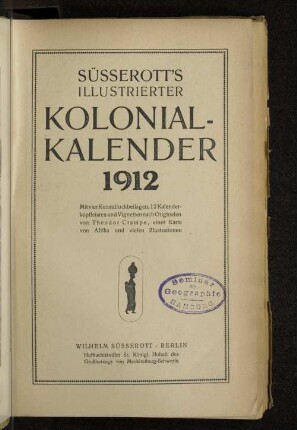 SÜSSEROTT'S
ILLUSTRIERTER
KOLONIAL-
KALENDER
1912
Mit vier Kunstdruckbeilagen, 12 Kalender-
kopfleisten und Vignetten nach Originalen
von Theodor Crampe, einer Karte
von Afrika und vielen Illustrationen
Seminar
für
Geographie
HAMBURG
WILHELM SÜSSEROTT - BERLIN
Hofbuchhändler Sr. Königl. Hoheit des
Großherzogs von Mecklenburg-Schwerin